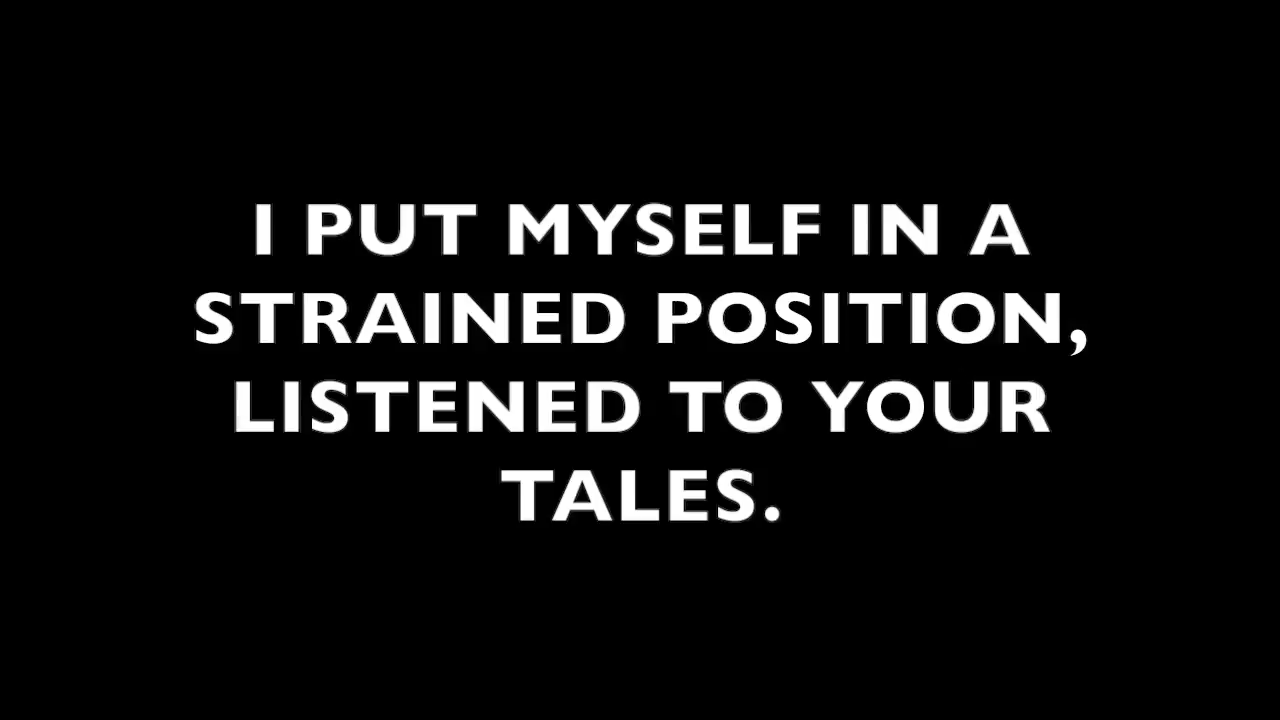 I PUT MYSELF IN A
STRAINED POSITION,
LISTENED TO YOUR
TALES.